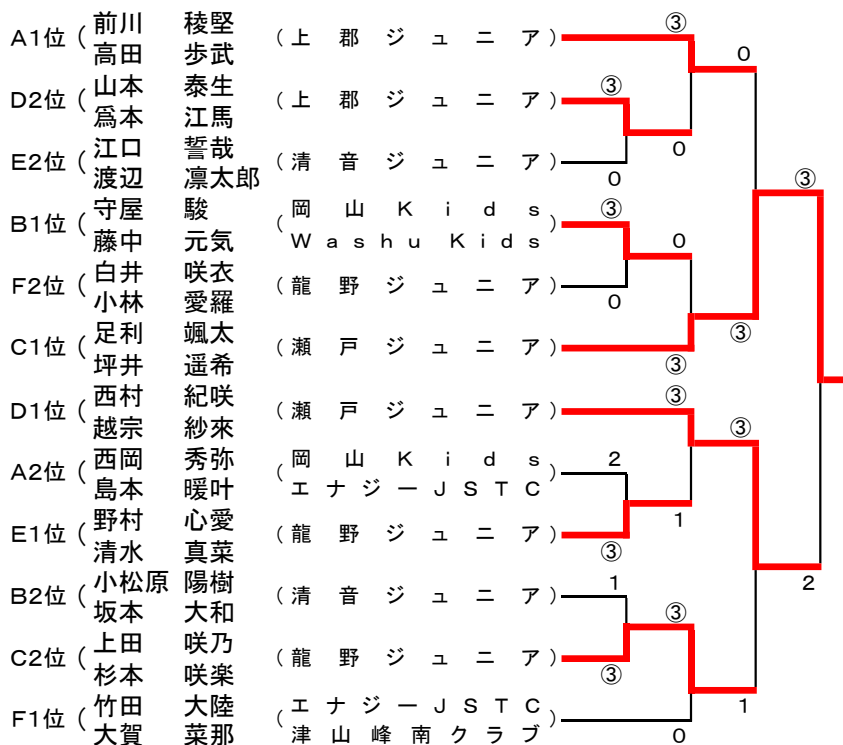 A1位 ( 前川 稜堅 ( 上 郡 ジ ュ ニ ア )
高田 歩武
D2位 ( 山本 泰生 ( 上 郡 ジ ュ ニ ア )
爲本 江馬
E2位 ( 江口 誓哉 ( 清 音 ジ ュ ニ ア )
渡辺 凛太郎
B1位 ( 守屋 駿 ( 岡 山 K i d s )
藤中 元気 W a s h u K i d s
F2位 ( 白井 咲衣 ( 龍 野 ジ ュ ニ ア )
小林 愛羅
C1位 ( 足利 颯太 ( 瀬 戸 ジ ュ ニ ア )
坪井 遥希
D1位 ( 西村 紀咲 ( 瀬 戸 ジ ュ ニ ア )
越宗 紗來
A2位 ( 西岡 秀弥 ( 岡 山 K i d s )
島本 暖叶 エ ナ ジ ー J S T C
E1位 ( 野村 心愛 ( 龍 野 ジ ュ ニ ア )
清水 真菜
B2位 ( 小松原 陽樹 ( 清 音 ジ ュ ニ ア )
坂本 大和
C2位 ( 上田 咲乃 ( 龍 野 ジ ュ ニ ア )
杉本 咲楽
F1位 ( 竹田 大陸 ( エ ナ ジ ー J S T C )
大賀 菜那 津 山 峰 南 ク ラ ブ
③
0
③
0
0
③
③
0
0
③
③
③
③
2
1
③
1
③
2
③
1
0